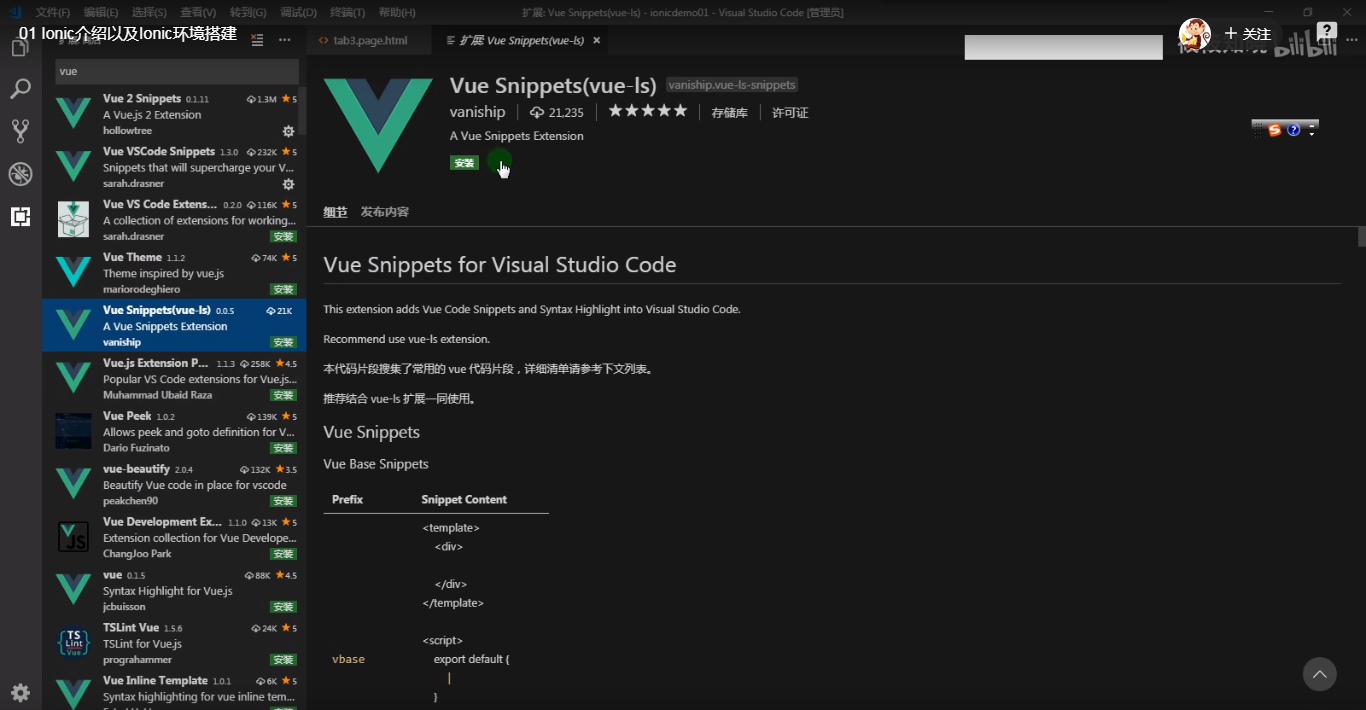 文件(F) 编辑(E) 选择(S) 查看(V) 转到(G) 调试(D) 终端(T) 帮助(H)
扩展: Vue Snippets(vue-ls) - ionicdemo01 - Visual Studio Code [管理员]
01 Ionic介绍以及Ionic环境搭建
+ 关注
bilibili
tab3.page.html
扩展 Vue Snippets(vue-ls)
vue
Vue 2 Snippets 0.1.11 1.3M ★5
A Vue.js 2 Extension
hollowtree
Vue VSCode Snippets 1.3.0 232K ★5
Snippets that will supercharge your V...
sarah.drasner
Vue VS Code Extens... 0.2.0 116K ★5
A collection of extensions for working...
sarah.drasner 安装
Vue Theme 1.1.2 74K ★5
Theme inspired by vue.js
mariorodeghiero 安装
Vue Snippets(vue-ls) 0.0.5 21K
A Vue Snippets Extension
vaniship 安装
Vue.js Extension P... 1.1.3 258K ★4.5
Popular VS Code extensions for Vue.js...
Muhammad Ubaid Raza 安装
Vue Peek 1.0.2 139K ★5
Allows peek and goto definition for V...
Dario Fuzinato 安装
vue-beautify 2.0.4 132K ★3.5
Beautify Vue code in place for vscode
peakchen90 安装
Vue Development Ex... 1.1.0 13K ★5
Extension collection for Vue Develope...
ChangJoo Park 安装
vue 0.1.5 88K ★4.5
Syntax Highlight for Vue.js
jcbuisson 安装
TSLint Vue 1.5.6 24K ★5
TSLint for Vue.js
prograhammer 安装
Vue Inline Template 1.0.1 6K ★5
Syntax highlighting for vue inline tem...
Vue Snippets(vue-ls) vaniship.vue-ls-snippets
vaniship 21,235 ★★★★★ 存储库 许可证
A Vue Snippets Extension
安装
细节 发布内容
Vue Snippets for Visual Studio Code
This extension adds Vue Code Snippets and Syntax Highlight into Visual Studio Code.
Recommend use vue-ls extension.
本代码片段搜集了常用的 vue 代码片段，详细清单请参考下文列表。
推荐结合 vue-ls 扩展一同使用。
Vue Snippets
Vue Base Snippets
Prefix Snippet Content
<template>
<div>
</div>
</template>
<script>
vbase export default {
|
}